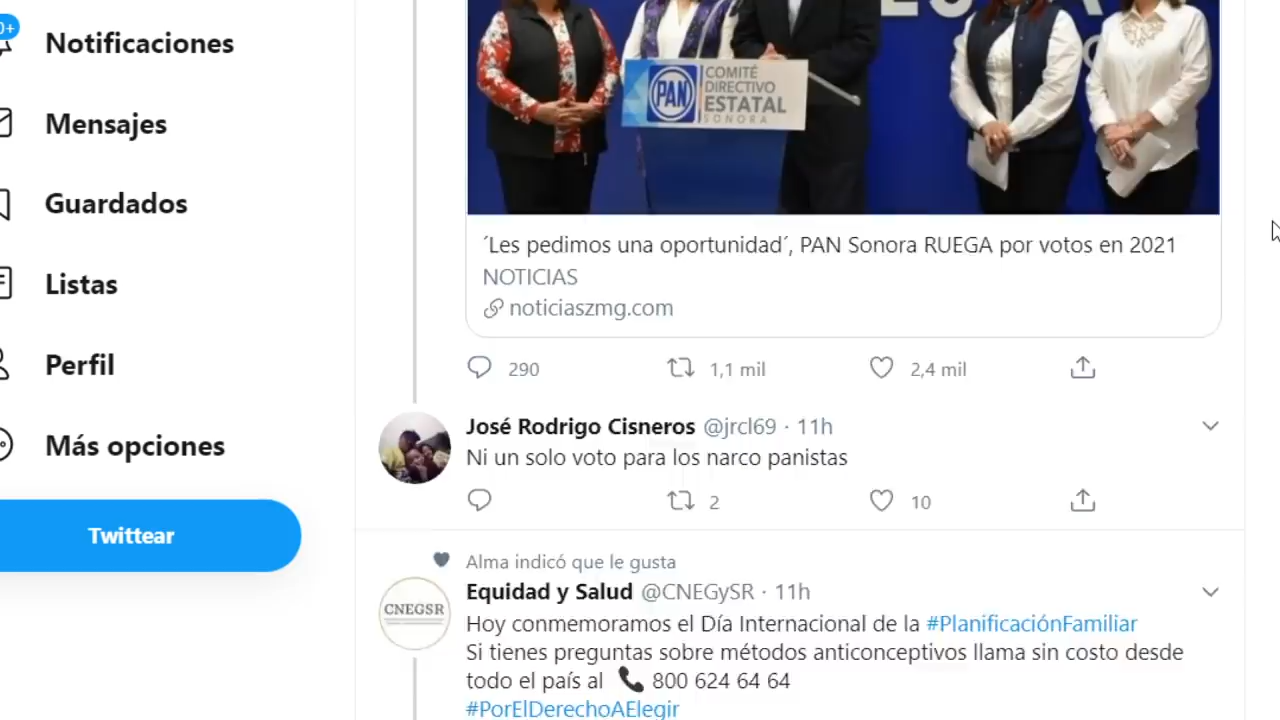 0+
Notificaciones
Mensajes
Guardados
Listas
Perfil
Más opciones
Twittear
PAN
COMITÉ
DIRECTIVO
ESTATAL
SONORA
´Les pedimos una oportunidad´, PAN Sonora RUEGA por votos en 2021
NOTICIAS
noticiaszmg.com
290 1,1 mil 2,4 mil
José Rodrigo Cisneros @jrcl69 · 11h
Ni un solo voto para los narco panistas
2 10
Alma indicó que le gusta
CNEGSR
Equidad y Salud @CNEGySR · 11h
Hoy conmemoramos el Día Internacional de la #PlanificaciónFamiliar
Si tienes preguntas sobre métodos anticonceptivos llama sin costo desde
todo el país al 📞 800 624 64 64
#PorElDerechoAElegir